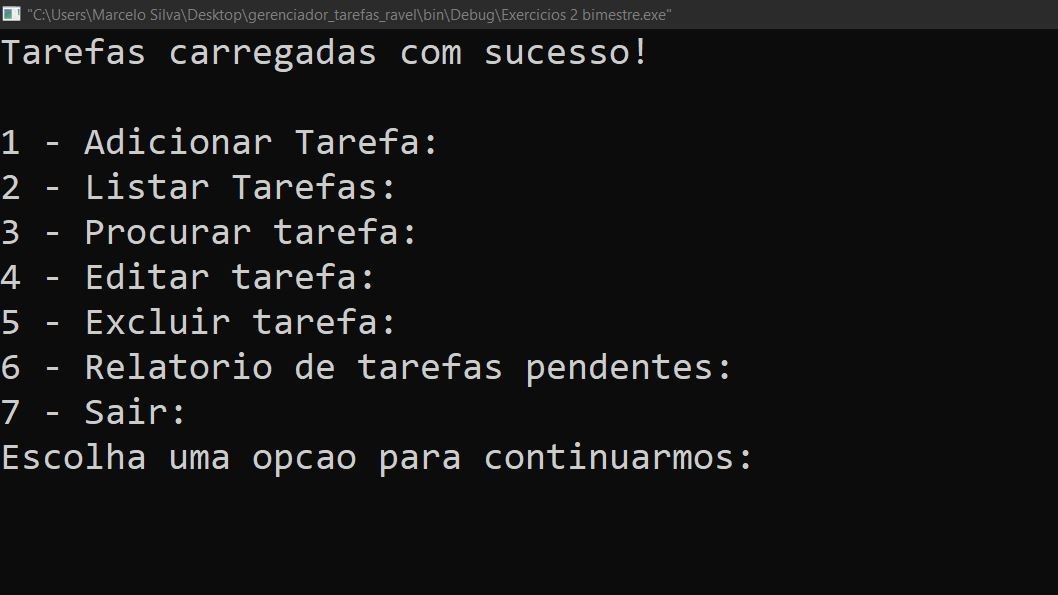 "C:\Users\Marcelo Silva\Desktop\gerenciador_tarefas_ravel\bin\Debug\Exercicios 2 bimestre.exe"
Tarefas carregadas com sucesso!
1 - Adicionar Tarefa:
2 - Listar Tarefas:
3 - Procurar tarefa:
4 - Editar tarefa:
5 - Excluir tarefa:
6 - Relatorio de tarefas pendentes:
7 - Sair:
Escolha uma opcao para continuarmos: